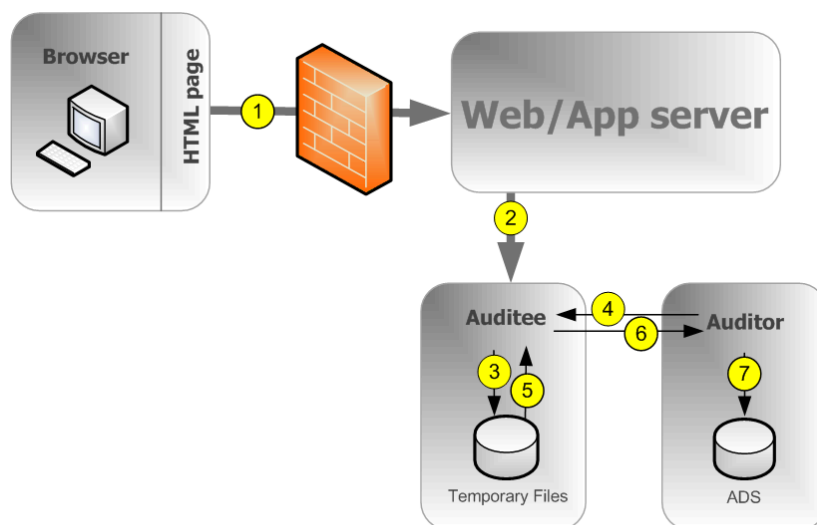 Browser
HTML page
1
Web/App server
2
Auditee
4
6
Auditor
3
5
7
Temporary Files
ADS